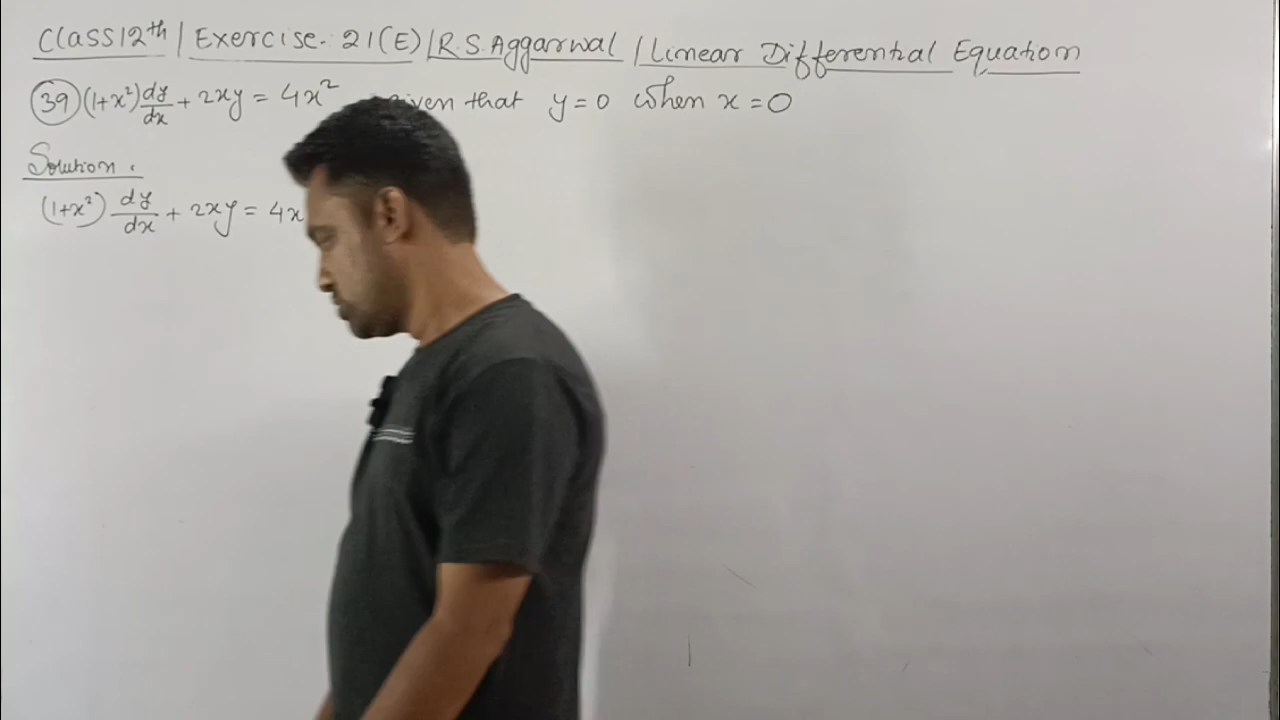 Class 12th / Exercise. 21(E) / R.S. Aggarwal / Linear Differential Equation
(39) (1+x²) dy/dx + 2xy = 4x² given that y=0 when x=0
Solution.
(1+x²) dy/dx + 2xy = 4x